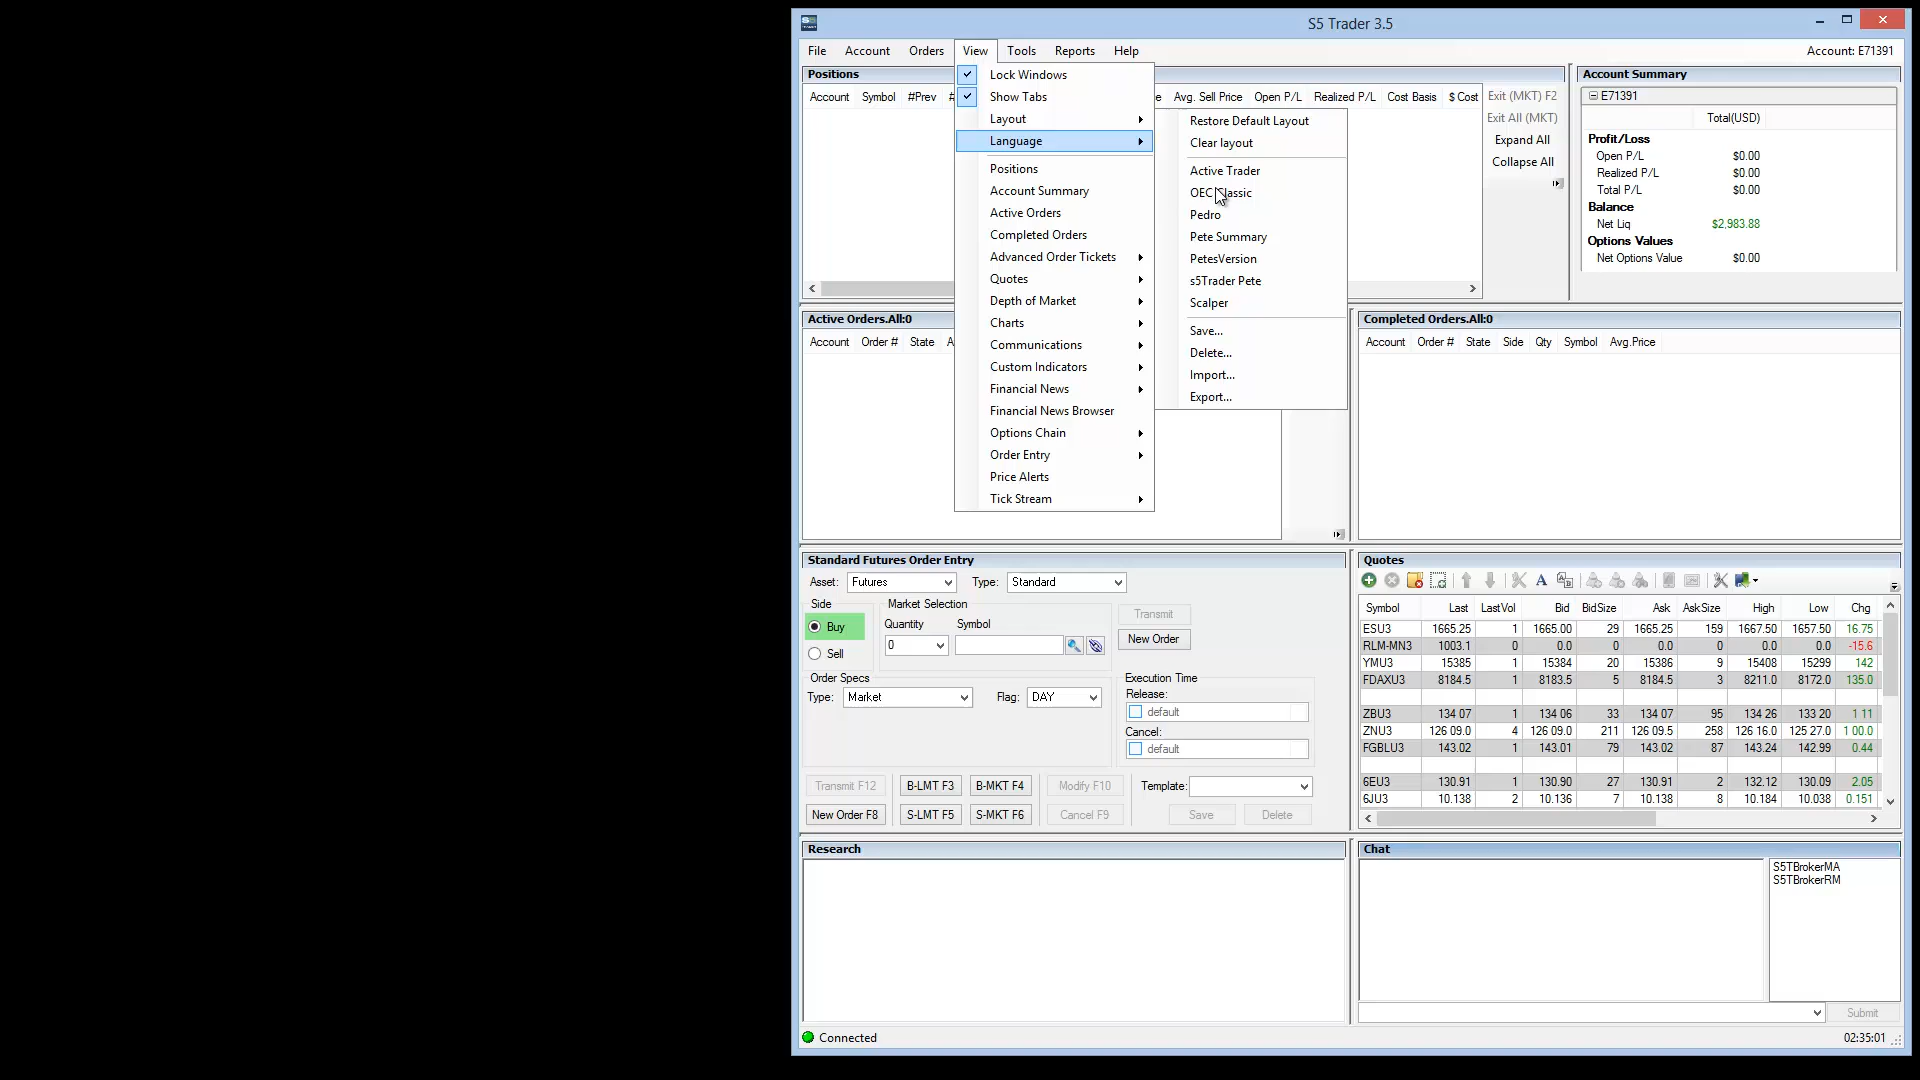 S5 Trader 3.5
File Account Orders View Tools Reports Help Account: E71391
Positions
Account Symbol #Prev # e Avg. Sell Price Open P/L Realized P/L Cost Basis $ Cost
Exit (MKT) F2
Exit All (MKT)
Expand All
Collapse All
Lock Windows
Show Tabs
Layout
Language
Positions
Account Summary
Active Orders
Completed Orders
Advanced Order Tickets
Quotes
Depth of Market
Charts
Communications
Custom Indicators
Financial News
Financial News Browser
Options Chain
Order Entry
Price Alerts
Tick Stream
Restore Default Layout
Clear layout
Active Trader
OEC Classic
Pedro
Pete Summary
PetesVersion
s5Trader Pete
Scalper
Save...
Delete...
Import...
Export...
Account Summary
E71391
Total(USD)
Profit/Loss
Open P/L $0.00
Realized P/L $0.00
Total P/L $0.00
Balance
Net Liq $2,983.88
Options Values
Net Options Value $0.00
Active Orders.All:0
Account Order # State A
Completed Orders.All:0
Account Order # State Side Qty Symbol Avg.Price
Standard Futures Order Entry
Asset: Futures Type: Standard
Side Market Selection
Buy Quantity Symbol
Sell 0
Transmit
New Order
Order Specs
Type: Market Flag: DAY
Execution Time
Release:
default
Cancel:
default
Transmit F12 B-LMT F3 B-MKT F4 Modify F10 Template:
New Order F8 S-LMT F5 S-MKT F6 Cancel F9 Save Delete
Quotes
Symbol Last LastVol Bid BidSize Ask AskSize High Low Chg
ESU3 1665.25 1 1665.00 29 1665.25 159 1667.50 1657.50 16.75
RLM-MN3 1003.1 0 0.0 0 0.0 0 0.0 0.0 -15.6
YMU3 15385 1 15384 20 15386 9 15408 15299 142
FDAXU3 8184.5 1 8183.5 5 8184.5 3 8211.0 8172.0 135.0
ZBU3 134 07 1 134 06 33 134 07 95 134 26 133 20 1 11
ZNU3 126 09.0 4 126 09.0 211 126 09.5 258 126 16.0 125 27.0 1 00.0
FGBLU3 143.02 1 143.01 79 143.02 87 143.24 142.99 0.44
6EU3 130.91 1 130.90 27 130.91 2 132.12 130.09 2.05
6JU3 10.138 2 10.136 7 10.138 8 10.184 10.038 0.151
Research
Chat
S5TBrokerMA
S5TBrokerRM
Submit
Connected 02:35:01